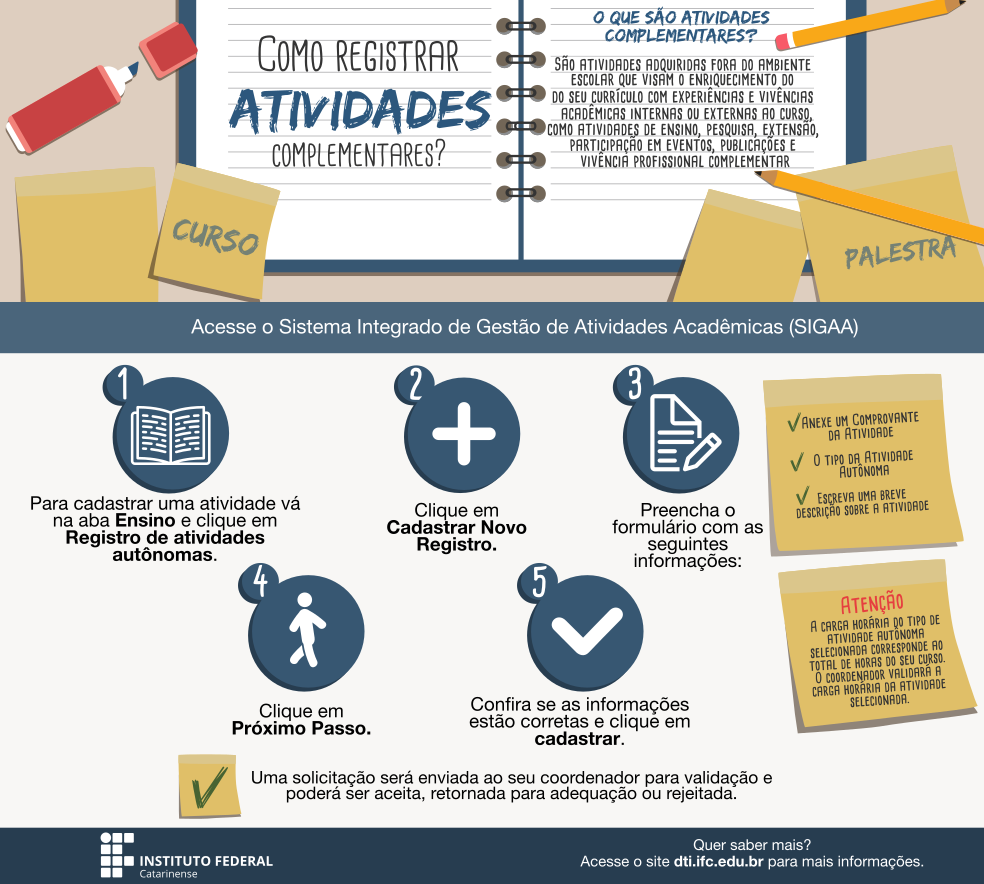 COMO REGISTRAR
ATIVIDADES
COMPLEMENTARES?
O QUE SÃO ATIVIDADES
COMPLEMENTARES?
SÃO ATIVIDADES ADQUIRIDAS FORA DO AMBIENTE
ESCOLAR QUE VISAM O ENRIQUECIMENTO DO
DO SEU CURRÍCULO COM EXPERIÊNCIAS E VIVÊNCIAS
ACADÊMICAS INTERNAS OU EXTERNAS AO CURSO,
COMO ATIVIDADES DE ENSINO, PESQUISA, EXTENSÃO,
PARTICIPAÇÃO EM EVENTOS, PUBLICAÇÕES E
VIVÊNCIA PROFISSIONAL COMPLEMENTAR
CURSO
PALESTRA
Acesse o Sistema Integrado de Gestão de Atividades Acadêmicas (SIGAA)
1
Para cadastrar uma atividade vá
na aba Ensino e clique em
Registro de atividades
autônomas.
2
Clique em
Cadastrar Novo
Registro.
3
Preencha o
formulário com as
seguintes
informações:
ANEXE UM COMPROVANTE
DA ATIVIDADE
O TIPO DA ATIVIDADE
AUTÔNOMA
ESCREVA UMA BREVE
DESCRIÇÃO SOBRE A ATIVIDADE
4
Clique em
Próximo Passo.
5
Confira se as informações
estão corretas e clique em
cadastrar.
ATENÇÃO
A CARGA HORÁRIA DO TIPO DE
ATIVIDADE AUTÔNOMA
SELECIONADA CORRESPONDE AO
TOTAL DE HORAS DO SEU CURSO.
O COORDENADOR VALIDARÁ A
CARGA HORÁRIA DA ATIVIDADE
SELECIONADA.
Uma solicitação será enviada ao seu coordenador para validação e
poderá ser aceita, retornada para adequação ou rejeitada.
INSTITUTO FEDERAL
Catarinense
Quer saber mais?
Acesse o site dti.ifc.edu.br para mais informações.